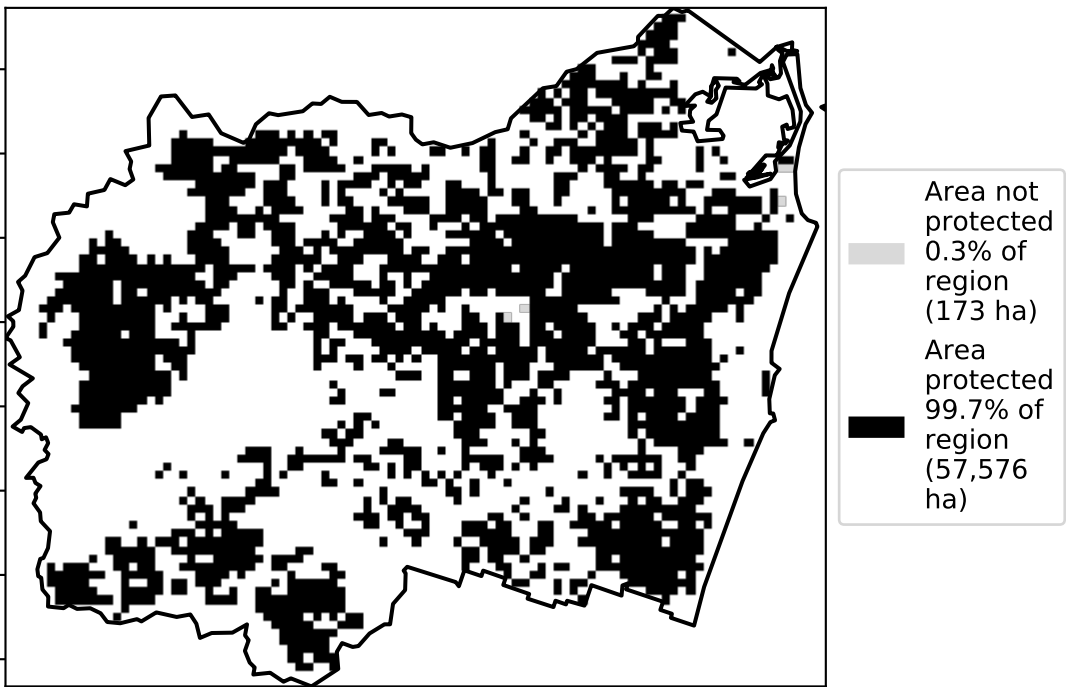 Area not
protected
0.3% of
region
(173 ha)
Area
protected
99.7% of
region
(57,576
ha)